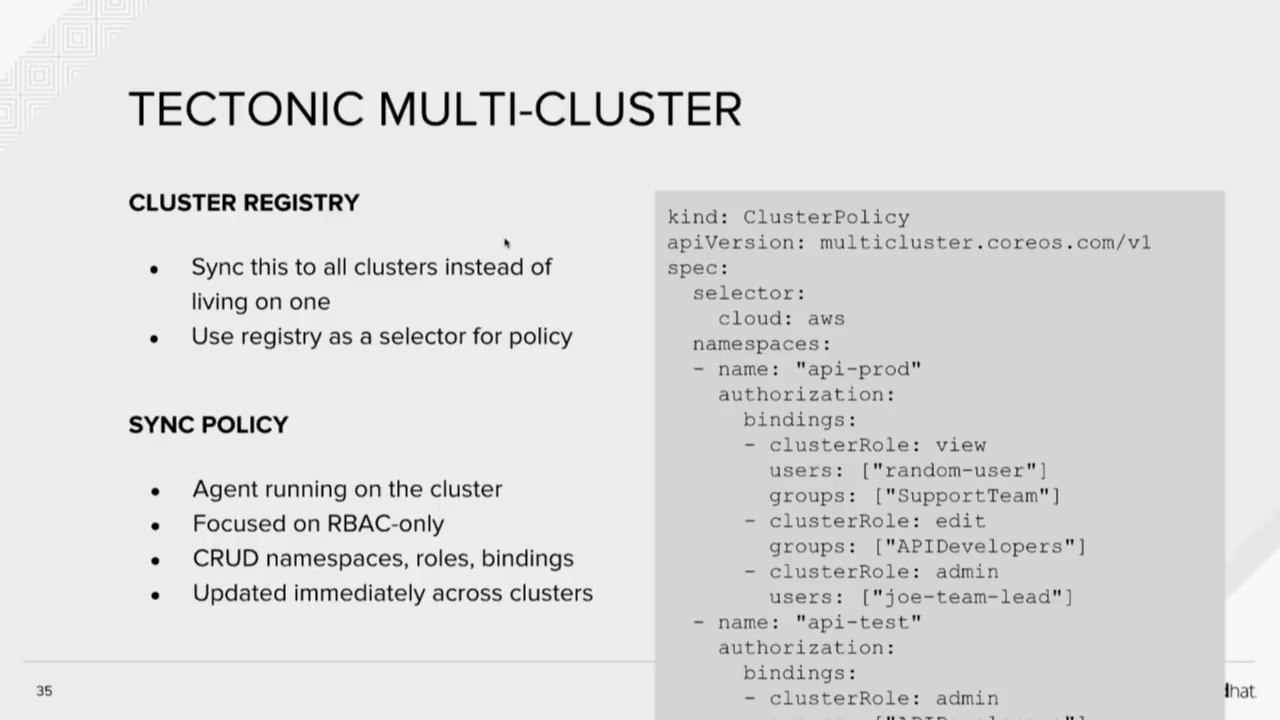 TECTONIC MULTI-CLUSTER
CLUSTER REGISTRY
• Sync this to all clusters instead of
living on one
• Use registry as a selector for policy
SYNC POLICY
• Agent running on the cluster
• Focused on RBAC-only
• CRUD namespaces, roles, bindings
• Updated immediately across clusters
kind: ClusterPolicy
apiVersion: multicluster.coreos.com/v1
spec:
  selector:
    cloud: aws
  namespaces:
  - name: "api-prod"
    authorization:
      bindings:
      - clusterRole: view
        users: ["random-user"]
        groups: ["SupportTeam"]
      - clusterRole: edit
        groups: ["APIDevelopers"]
      - clusterRole: admin
        users: ["joe-team-lead"]
  - name: "api-test"
    authorization:
      bindings:
      - clusterRole: admin
35
hat.